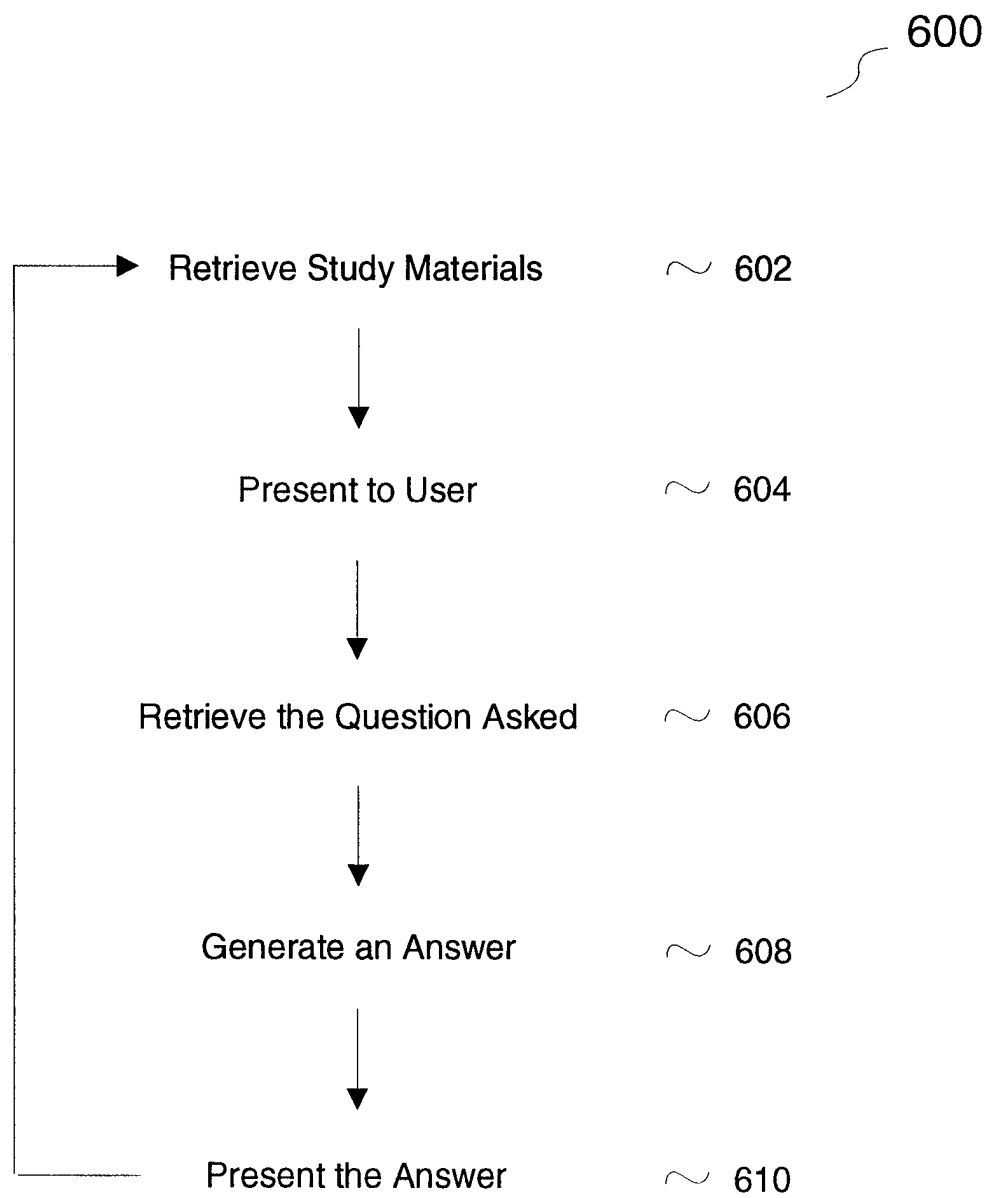 600
Retrieve Study Materials 602
Present to User 604
Retrieve the Question Asked 606
Generate an Answer 608
Present the Answer 610